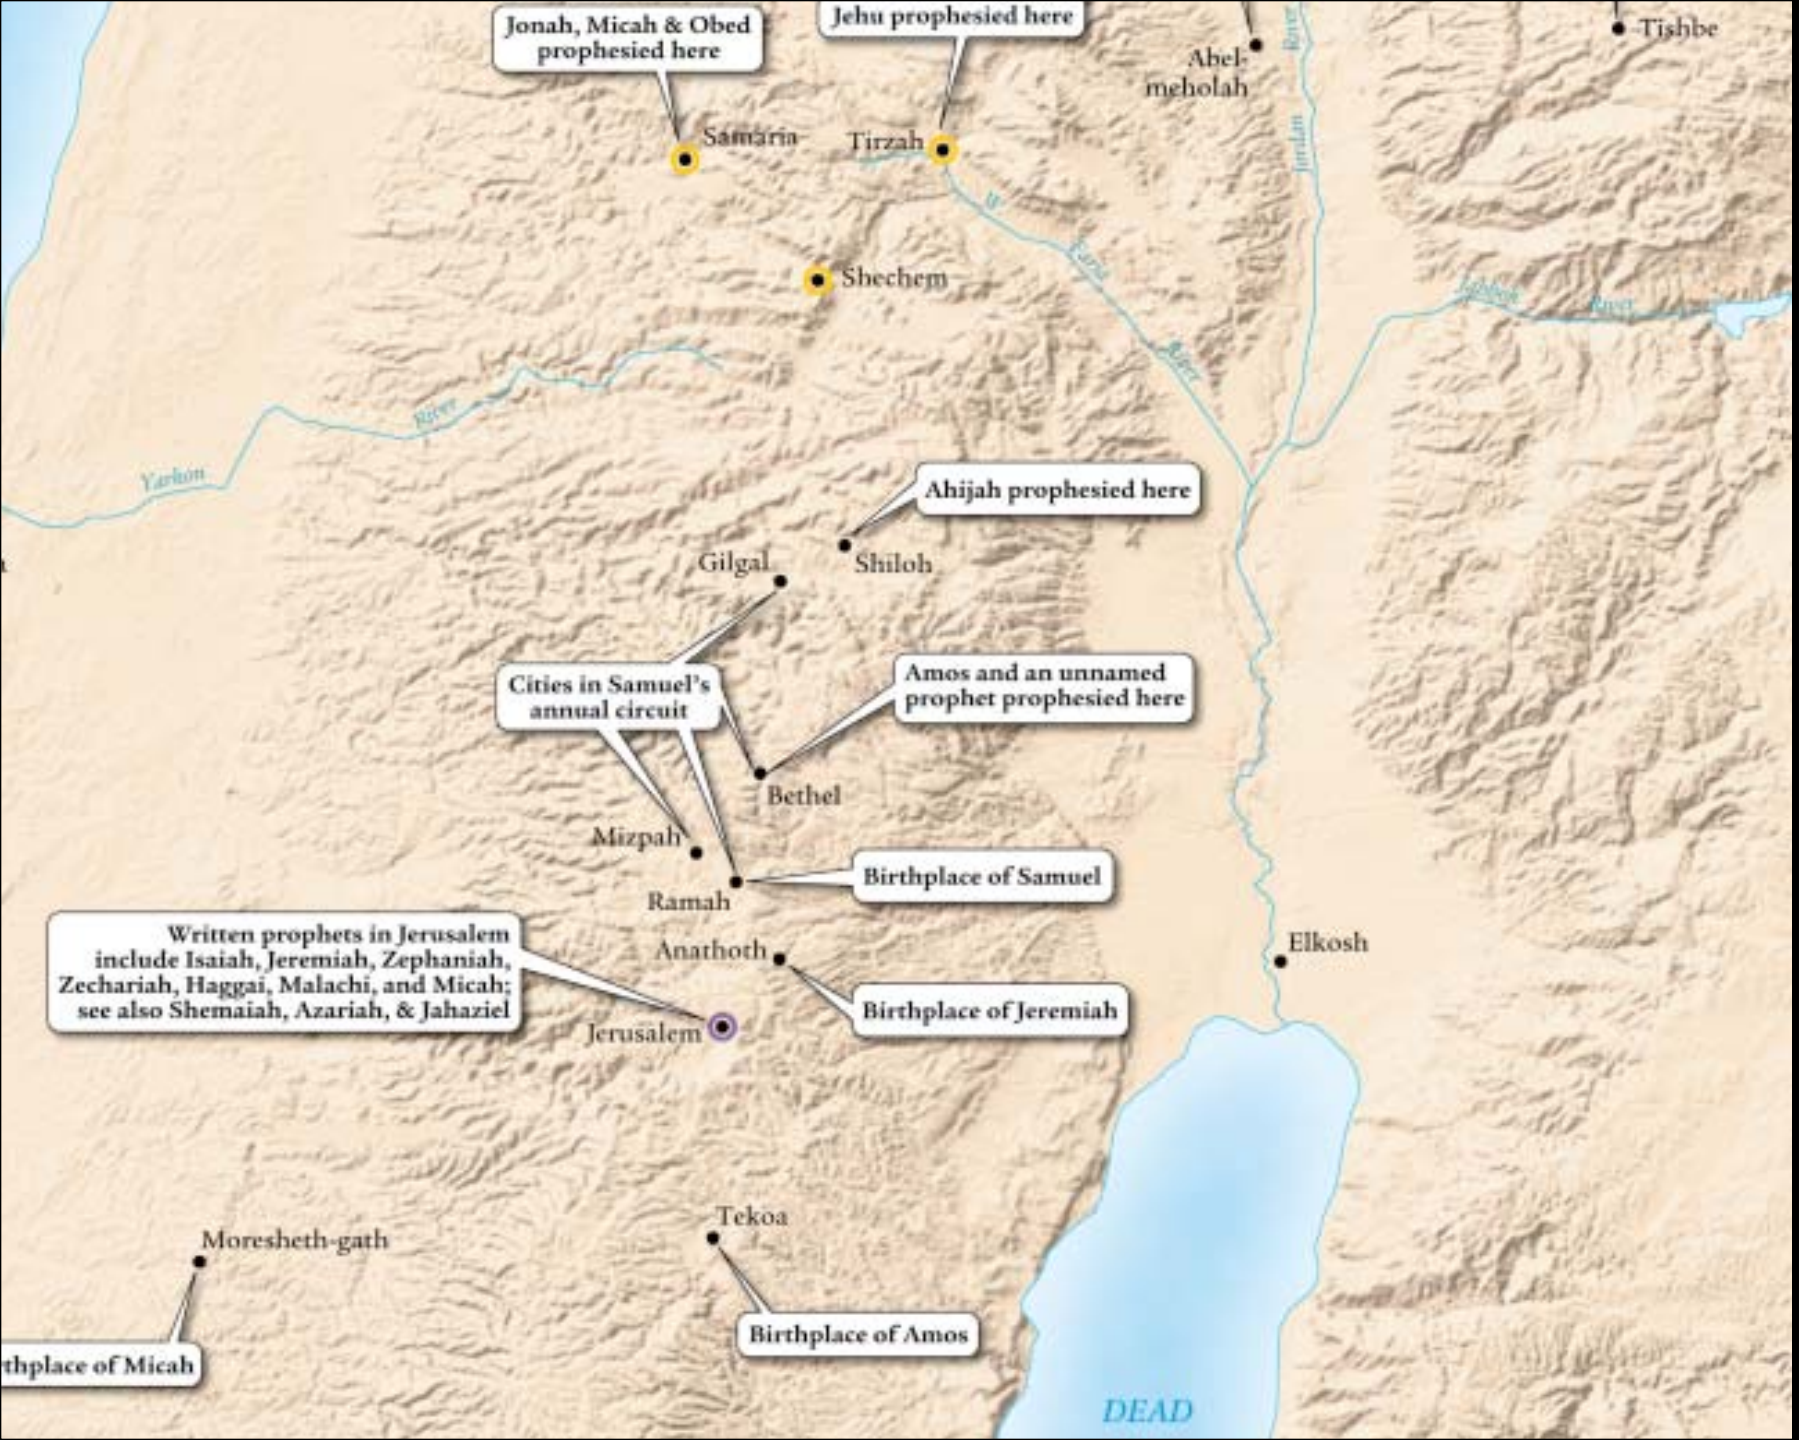 Jonah, Micah & Obed
prophesied here
Jehu prophesied here
Tishbe
Abel-
meholah
River
Jordan
Samaria
Tirzah
W.
Faria
River
Shechem
Jabbok
River
River
Yarkon
Ahijah prophesied here
Gilgal
Shiloh
Cities in Samuel's
annual circuit
Amos and an unnamed
prophet prophesied here
Bethel
Mizpah
Ramah
Birthplace of Samuel
Written prophets in Jerusalem
include Isaiah, Jeremiah, Zephaniah,
Zechariah, Haggai, Malachi, and Micah;
see also Shemaiah, Azariah, & Jahaziel
Anathoth
Elkosh
Birthplace of Jeremiah
Jerusalem
Tekoa
Moresheth-gath
Birthplace of Amos
thplace of Micah
DEAD